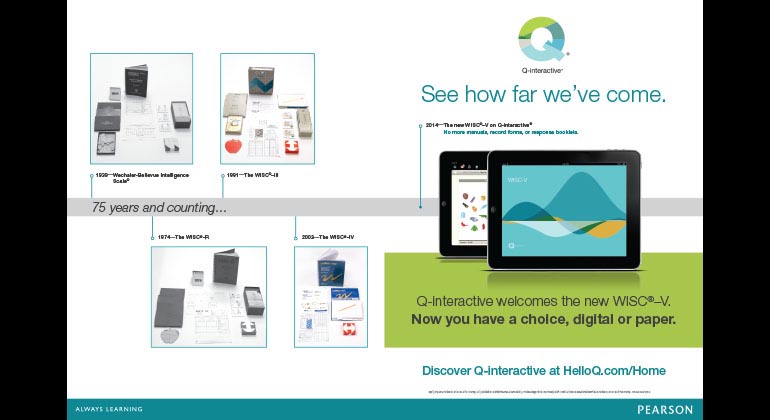 Q-interactive®
See how far we've come.
2014—The new WISC®–V on Q-interactive®
No more manuals, record forms, or response booklets.
1939—Wechsler-Bellevue Intelligence
Scale®
1991—The WISC®-III
75 years and counting...
1974—The WISC®-R
2003—The WISC®-IV
WISC-V
Q-interactive welcomes the new WISC®–V.
Now you have a choice, digital or paper.
Discover Q-interactive at HelloQ.com/Home
ALWAYS LEARNING
PEARSON